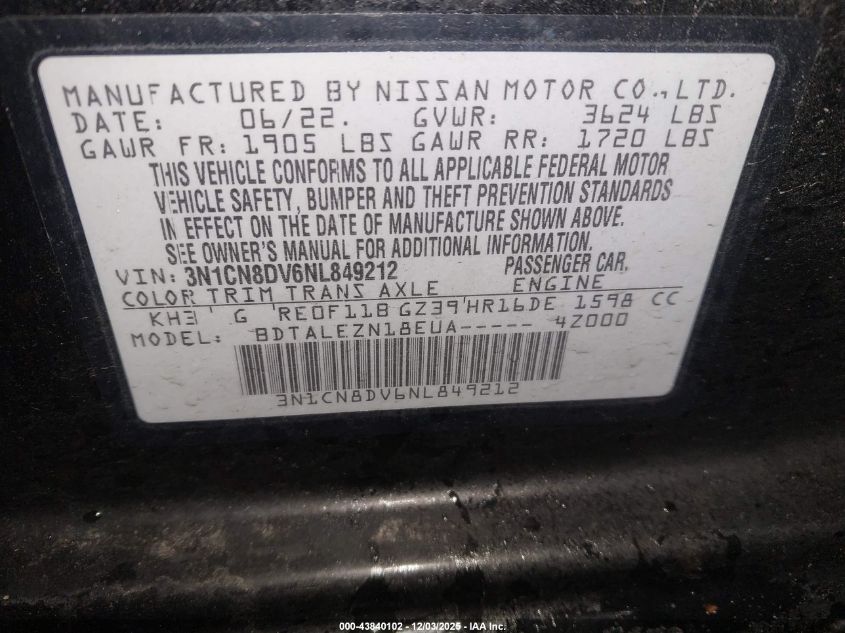 MANUFACTURED BY NISSAN MOTOR CO.,LTD.
DATE: 06/22. GVWR: 3624 LBS
GAWR FR: 1905 LBS GAWR RR: 1720 LBS
THIS VEHICLE CONFORMS TO ALL APPLICABLE FEDERAL MOTOR
VEHICLE SAFETY, BUMPER AND THEFT PREVENTION STANDARDS
IN EFFECT ON THE DATE OF MANUFACTURE SHOWN ABOVE.
SEE OWNER'S MANUAL FOR ADDITIONAL INFORMATION.
VIN: 3N1CN8DV6NL849212 PASSENGER CAR,
COLOR TRIM TRANS AXLE ENGINE
KH3 G RE0F11B GZ39 HR16DE 1598 CC
MODEL: BDTALEZN18EUA----- 4Z000
3N1CN8DV6NL849212
000-43840102 - 12/03/2025 - IAA Inc.